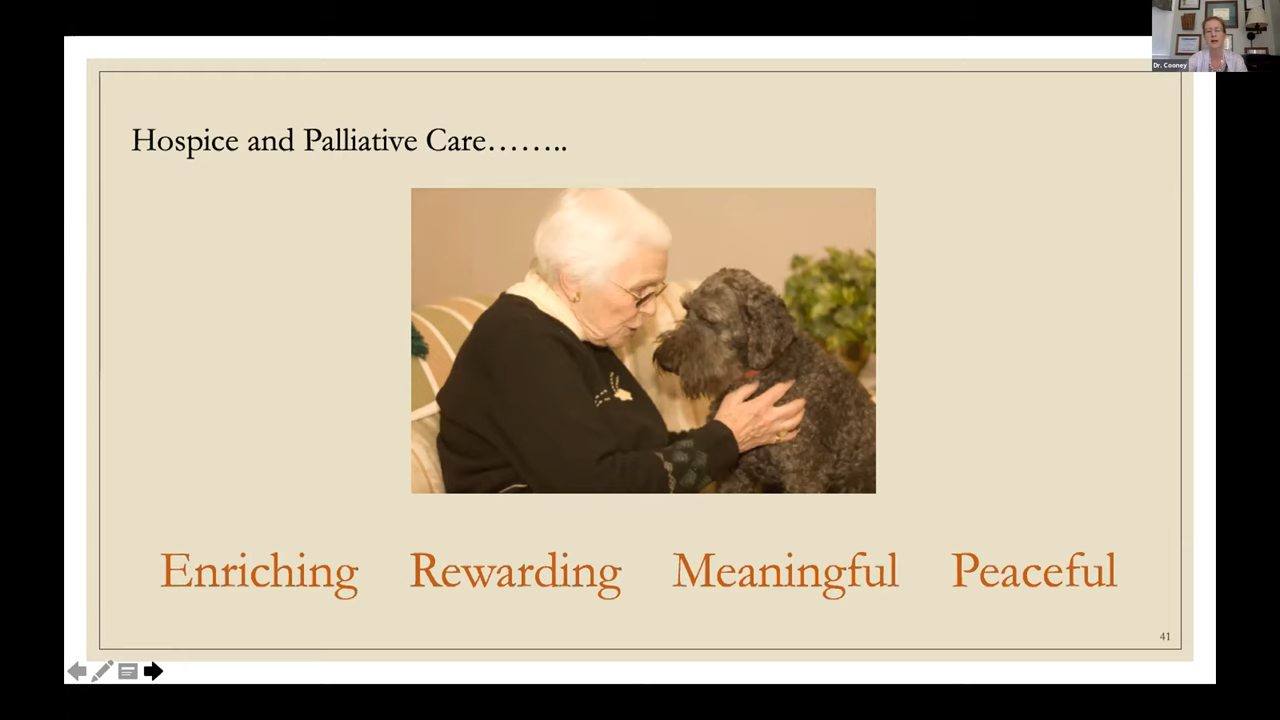 Dr. Cooney
Hospice and Palliative Care……..
Enriching Rewarding Meaningful Peaceful
41